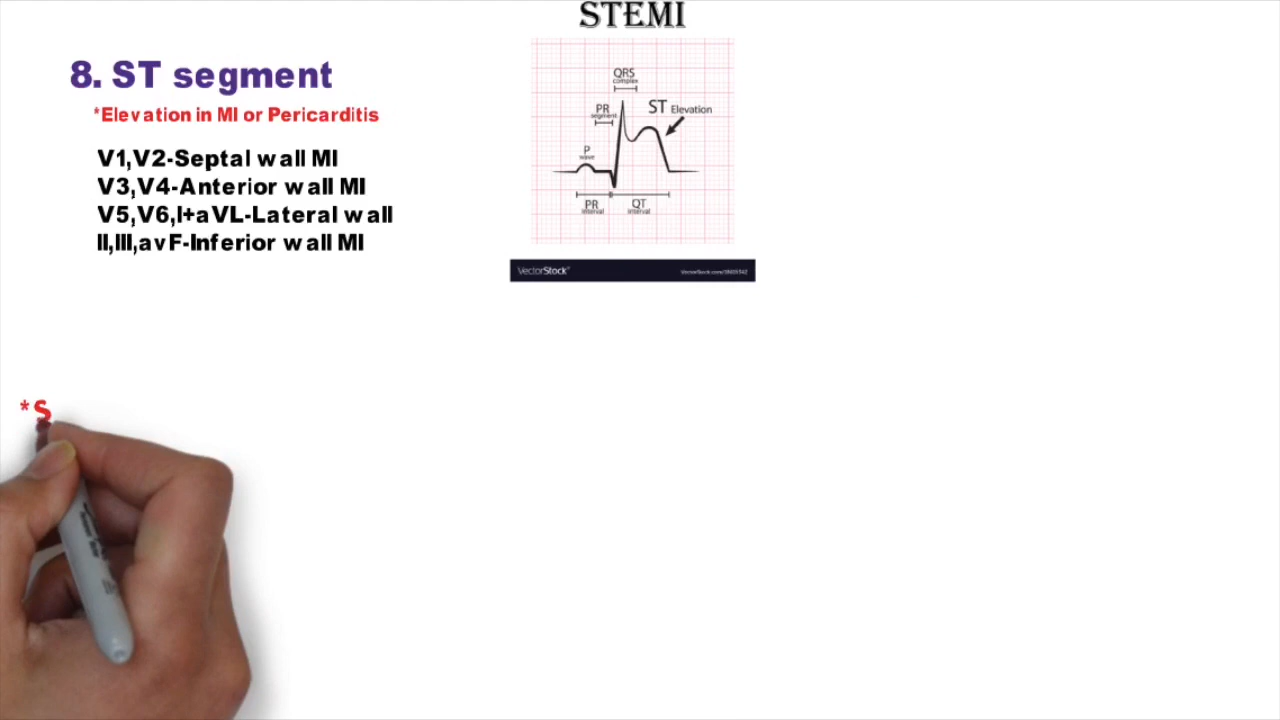 STEMI
8. ST segment
*Elevation in MI or Pericarditis
V1,V2-Septal wall MI
V3,V4-Anterior wall MI
V5,V6,I+aVL-Lateral wall
II,III,avF-Inferior wall MI
QRS
complex
PR
segment
ST Elevation
P
wave
PR
interval
QT
interval
VectorStock®
*S